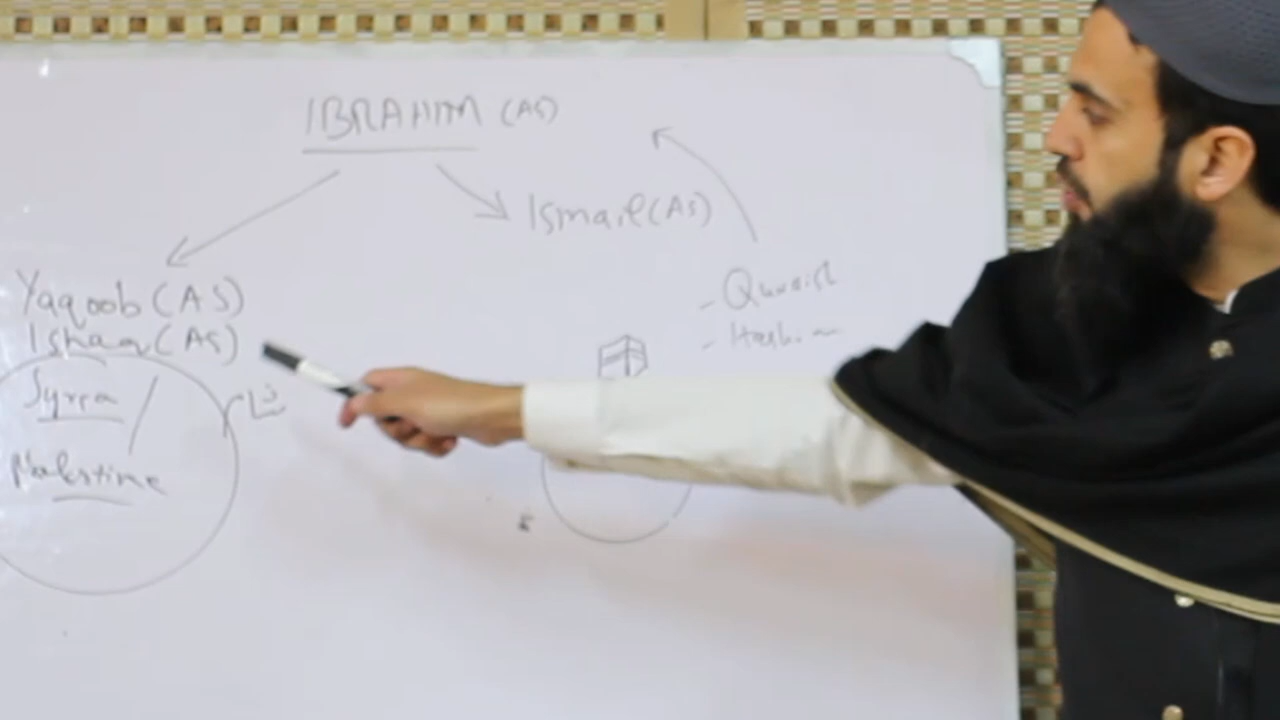 IBRAHIM (AS)
Ismail (AS)
Yaqoob (AS)
Ishaq (AS)
- Quraish
Syria /
Palestine